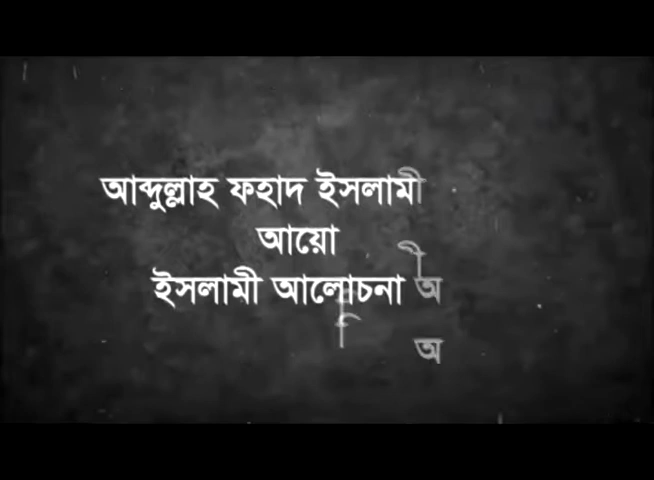 আব্দুল্লাহ ফহাদ ইসলামী
আয়ো
ইসলামী আলোচনা অ
অ